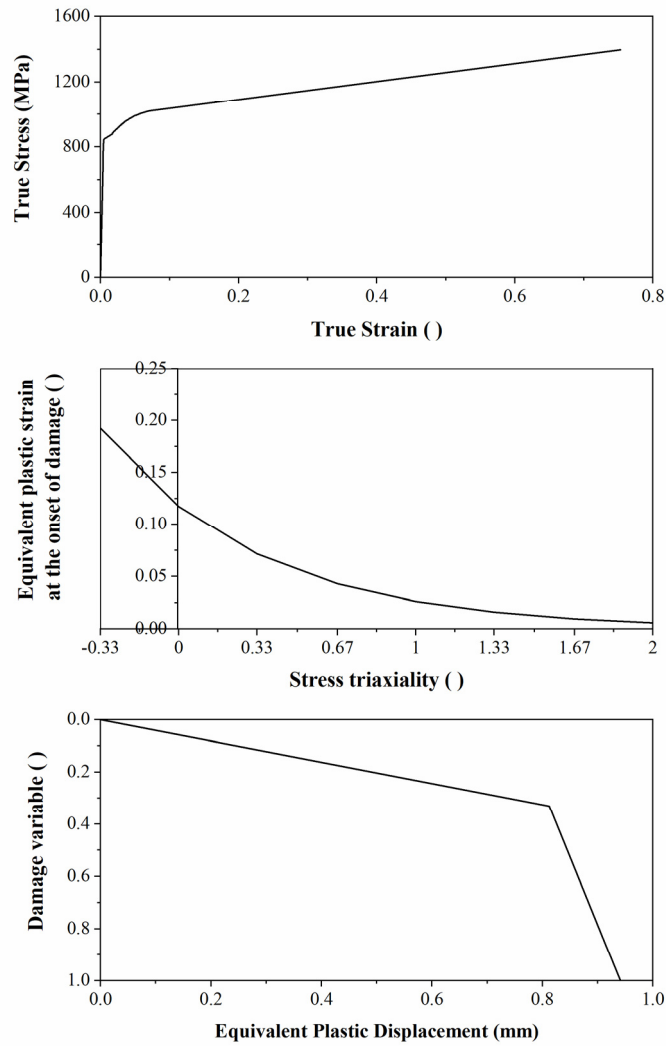 1600
1200
800
400
0
True Stress (MPa)
0.0 0.2 0.4 0.6 0.8
True Strain ( )
0.25
0.20
0.15
0.10
0.05
0.00
Equivalent plastic strain
at the onset of damage ( )
-0.33 0 0.33 0.67 1 1.33 1.67 2
Stress triaxiality ( )
0.0
0.2
0.4
0.6
0.8
1.0
Damage variable ( )
0.0 0.2 0.4 0.6 0.8 1.0
Equivalent Plastic Displacement (mm)